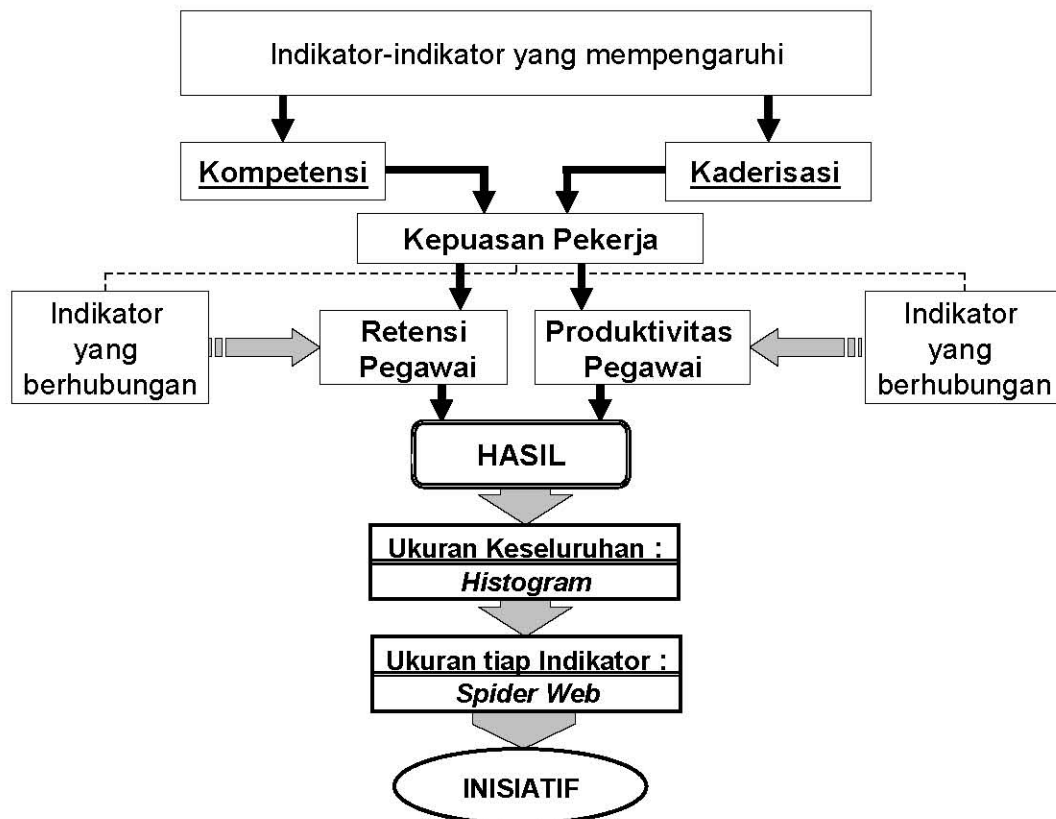 Indikator-indikator yang mempengaruhi
Kompetensi
Kaderisasi
Kepuasan Pekerja
Indikator
yang
berhubungan
Retensi
Pegawai
Produktivitas
Pegawai
Indikator
yang
berhubungan
HASIL
Ukuran Keseluruhan :
Histogram
Ukuran tiap Indikator :
Spider Web
INISIATIF